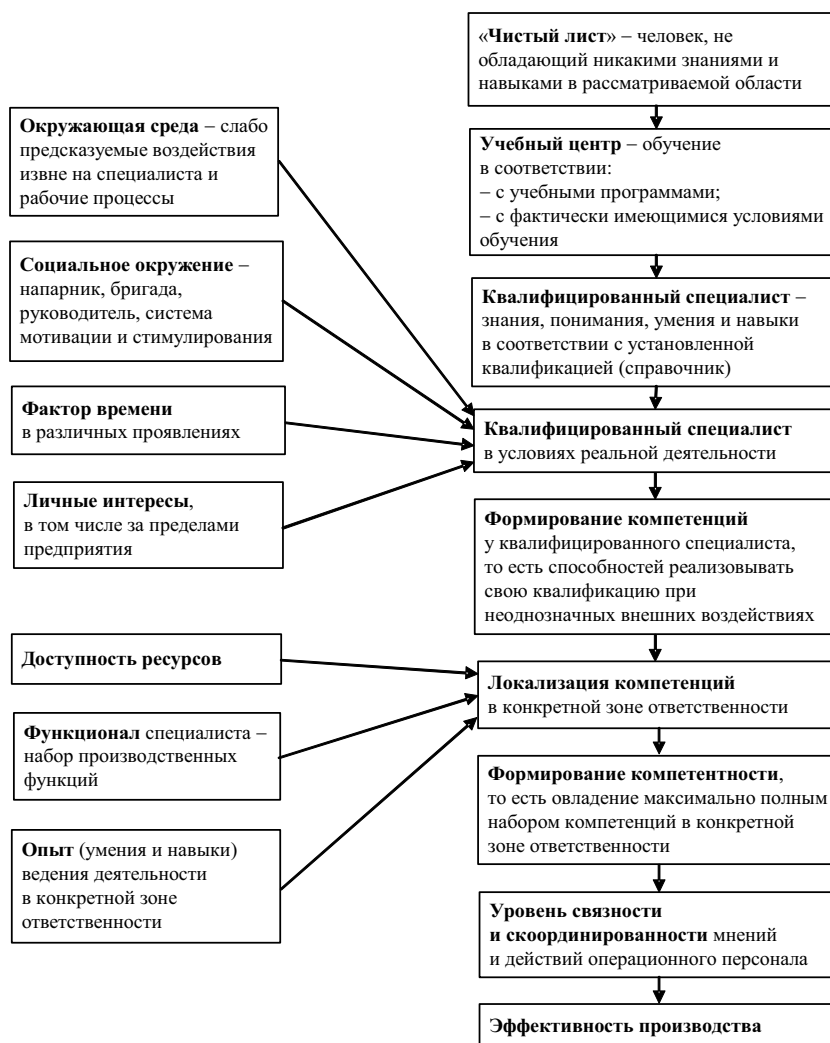 «Чистый лист» – человек, не
обладающий никакими знаниями и
навыками в рассматриваемой области
Окружающая среда – слабо
предсказуемые воздействия
извне на специалиста и
рабочие процессы
Учебный центр – обучение
в соответствии:
– с учебными программами;
– с фактически имеющимися условиями
обучения
Социальное окружение –
напарник, бригада,
руководитель, система
мотивации и стимулирования
Квалифицированный специалист –
знания, понимания, умения и навыки
в соответствии с установленной
квалификацией (справочник)
Фактор времени
в различных проявлениях
Квалифицированный специалист
в условиях реальной деятельности
Личные интересы,
в том числе за пределами
предприятия
Формирование компетенций
у квалифицированного специалиста,
то есть способностей реализовывать
свою квалификацию при
неоднозначных внешних воздействиях
Доступность ресурсов
Локализация компетенций
в конкретной зоне ответственности
Функционал специалиста –
набор производственных
функций
Формирование компетентности,
то есть овладение максимально полным
набором компетенций в конкретной
зоне ответственности
Опыт (умения и навыки)
ведения деятельности
в конкретной зоне
ответственности
Уровень связности
и скоординированности мнений
и действий операционного персонала
Эффективность производства